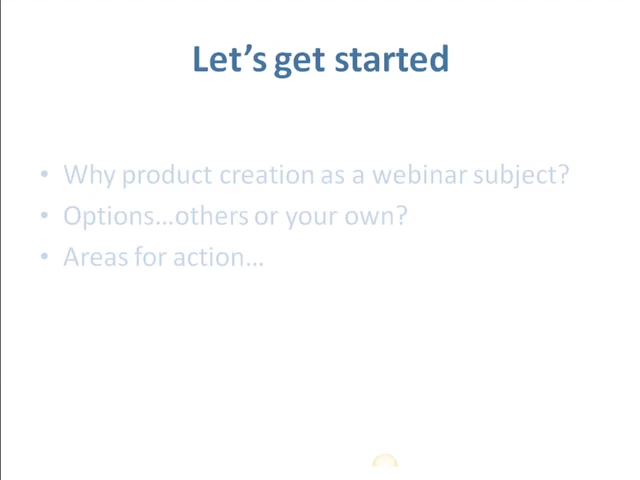 Let’s get started
• Why product creation as a webinar subject?
• Options…others or your own?
• Areas for action…